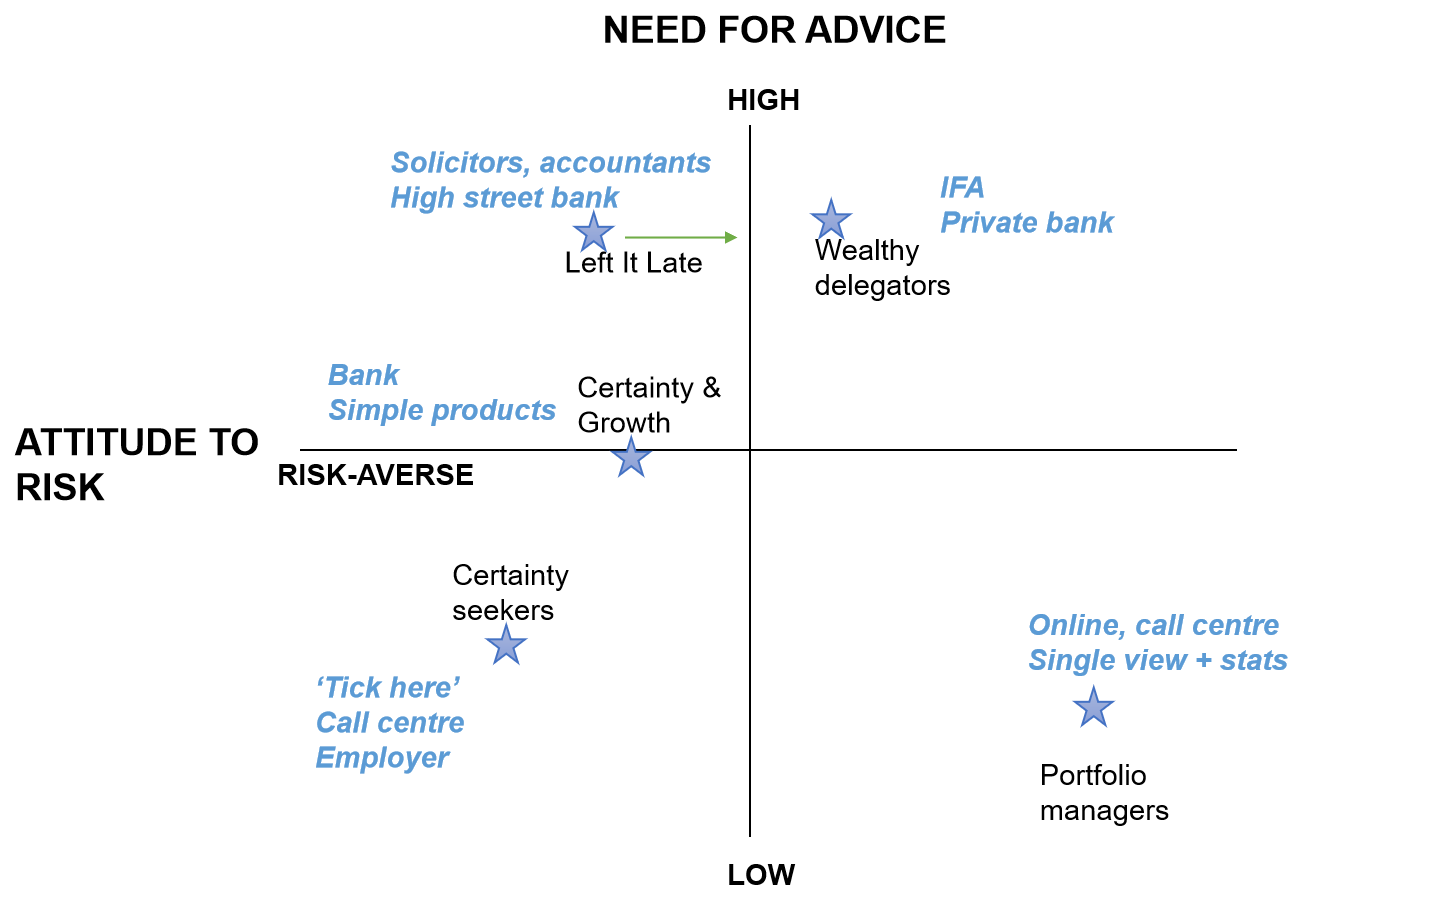 NEED FOR ADVICE
HIGH
Solicitors, accountants
High street bank
Left It Late
IFA
Private bank
Wealthy
delegators
Bank
Simple products
Certainty &
Growth
ATTITUDE TO
RISK
RISK-AVERSE
Certainty
seekers
‘Tick here’
Call centre
Employer
Online, call centre
Single view + stats
Portfolio
managers
LOW